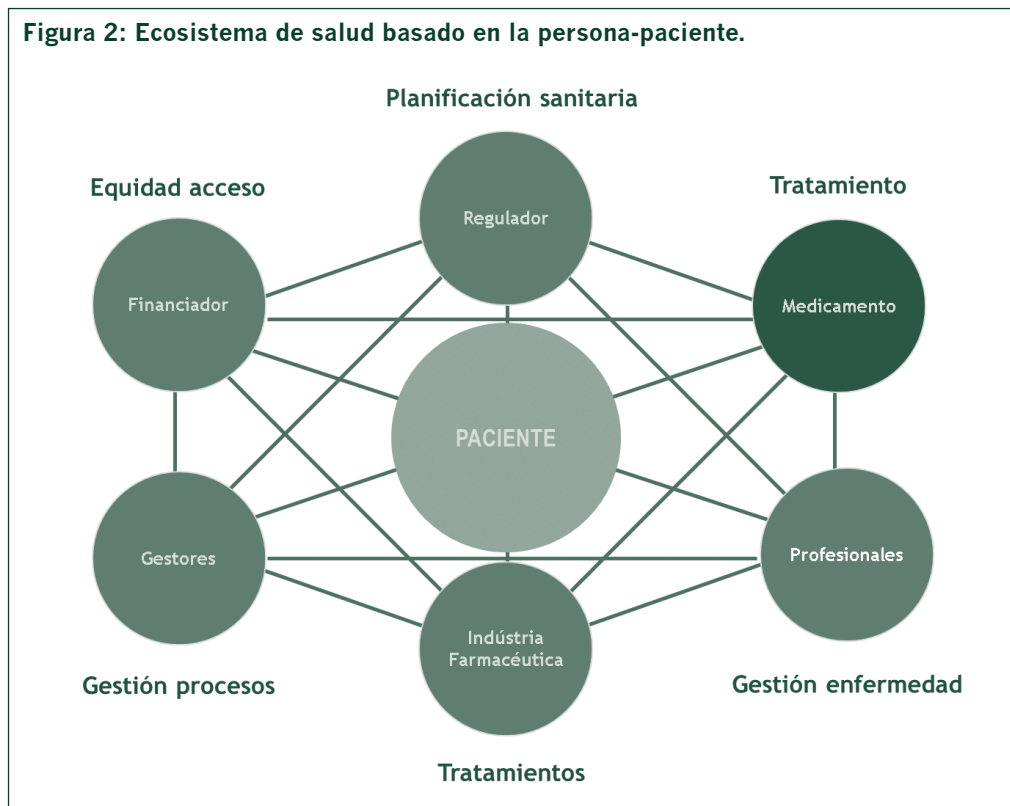 Figura 2: Ecosistema de salud basado en la persona-paciente.
Planificación sanitaria
Equidad acceso
Tratamiento
Regulador
Financiador
Medicamento
PACIENTE
Gestores
Profesionales
Indústria
Farmacéutica
Gestión procesos
Gestión enfermedad
Tratamientos